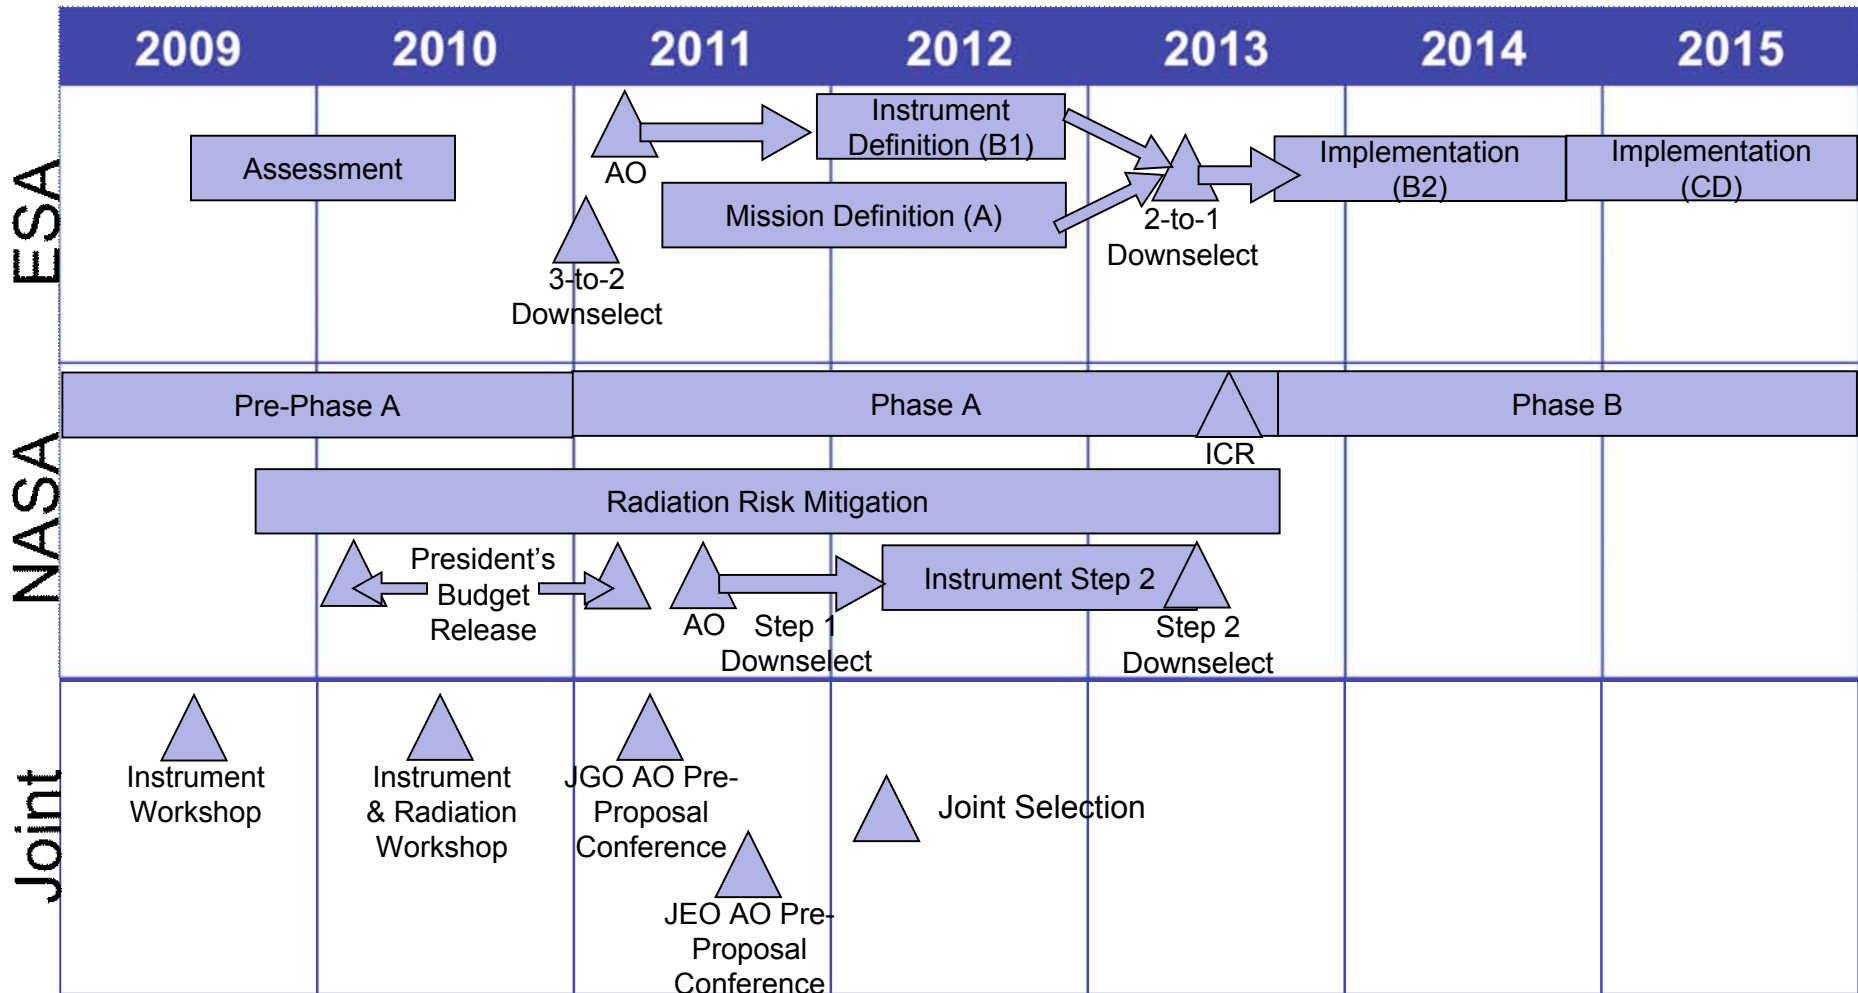 2009 2010 2011 2012 2013 2014 2015
ESA
Assessment
AO
3-to-2
Downselect
Instrument
Definition (B1)
Mission Definition (A)
2-to-1
Downselect
Implementation
(B2)
Implementation
(CD)
NASA
Pre-Phase A
Phase A
ICR
Phase B
Radiation Risk Mitigation
President’s
Budget
Release
AO
Step 1
Downselect
Instrument Step 2
Step 2
Downselect
Joint
Instrument
Workshop
Instrument
& Radiation
Workshop
JGO AO Pre-
Proposal
Conference
JEO AO Pre-
Proposal
Conference
Joint Selection